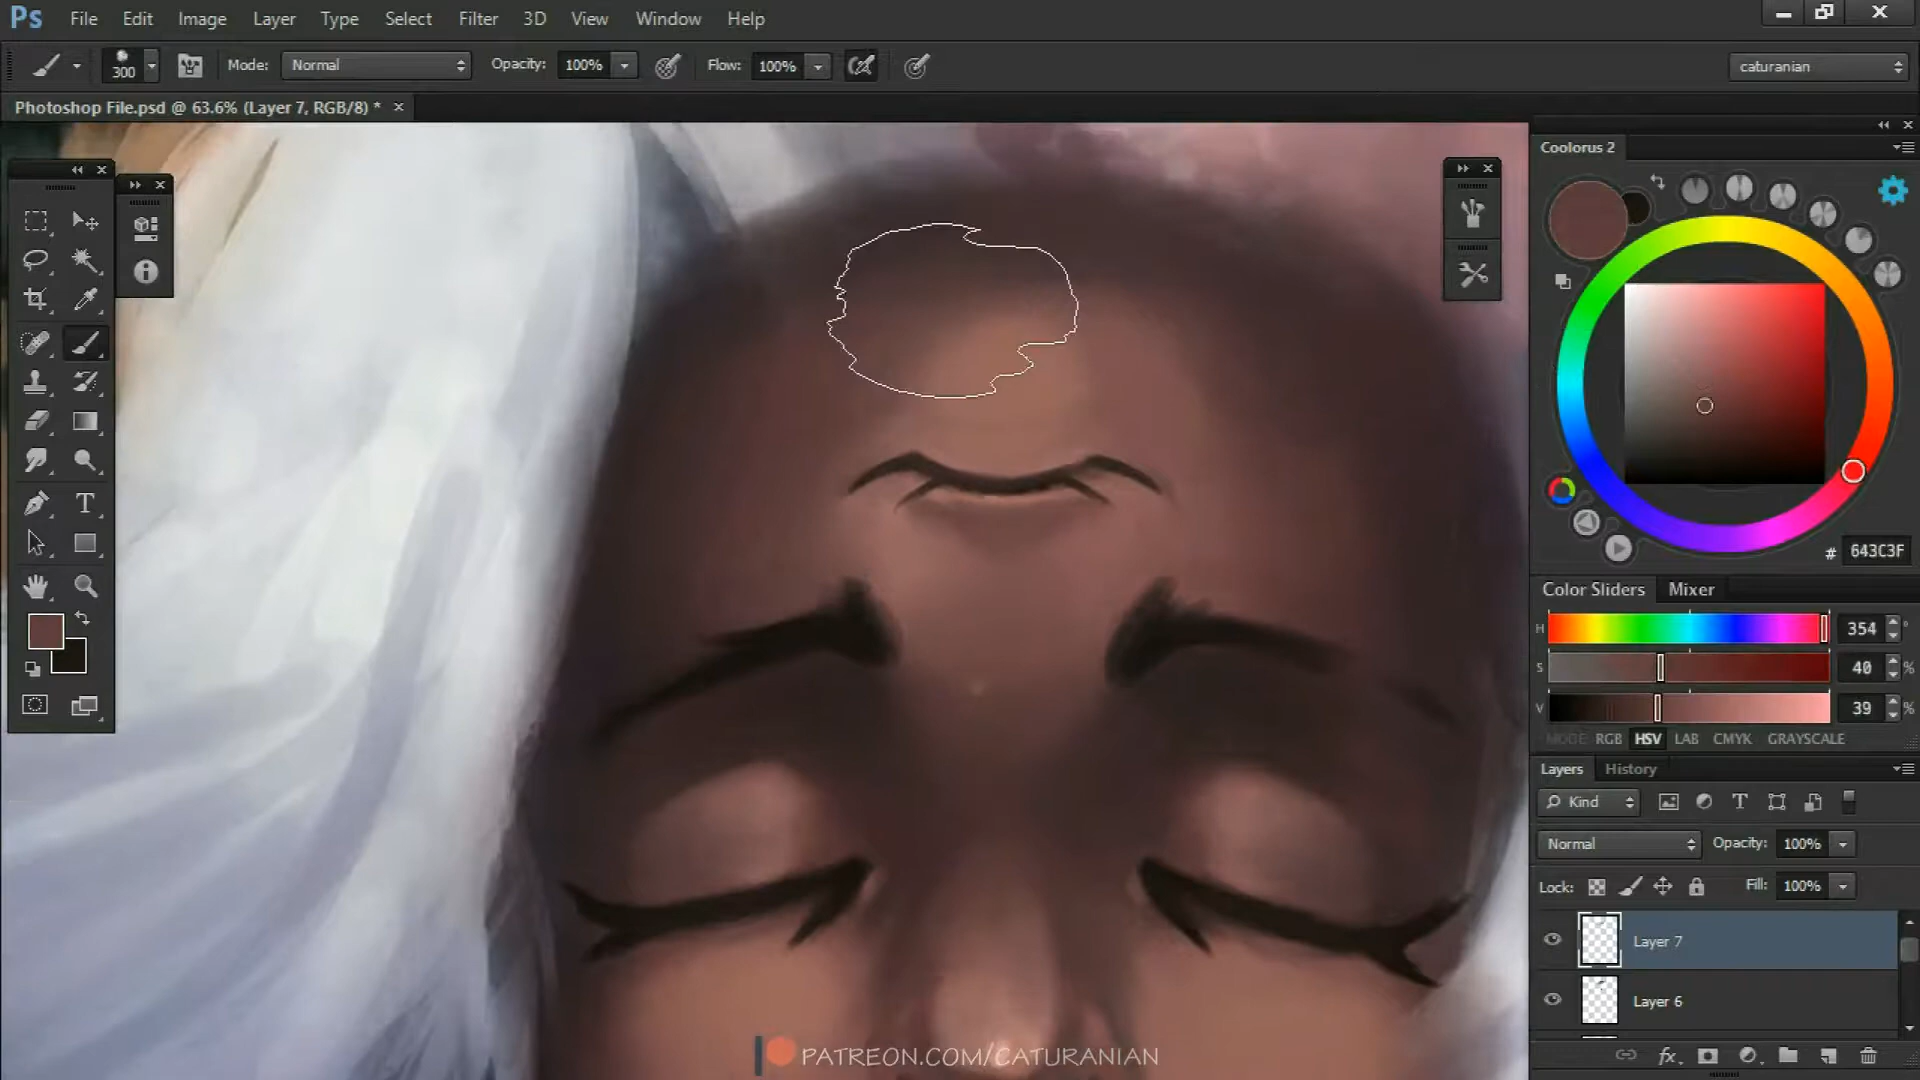 Ps File Edit Image Layer Type Select Filter 3D View Window Help
300 Mode: Normal Opacity: 100% Flow: 100% caturanian
Photoshop File.psd @ 63.6% (Layer 7, RGB/8) * ×
Coolorus 2
# 643C3F
Color Sliders Mixer
H 354 °
S 40 %
V 39 %
MODE RGB HSV LAB CMYK GRAYSCALE
Layers History
Kind T
Normal Opacity: 100%
Lock: Fill: 100%
Layer 7
Layer 6
fx
T
PATREON.COM/CATURANIAN